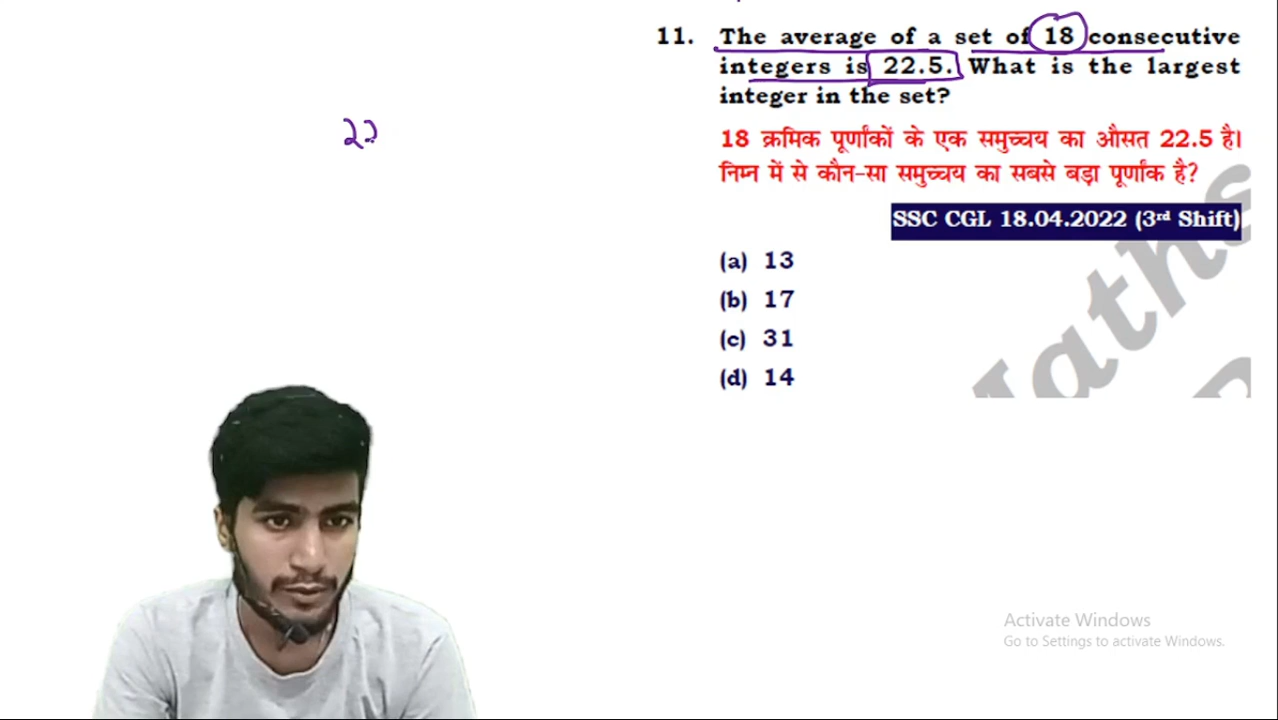 11. The average of a set of 18 consecutive
integers is 22.5. What is the largest
integer in the set?
18 क्रमिक पूर्णांकों के एक समुच्चय का औसत 22.5 है।
निम्न में से कौन-सा समुच्चय का सबसे बड़ा पूर्णांक है?
SSC CGL 18.04.2022 (3rd Shift)
(a) 13
(b) 17
(c) 31
(d) 14
22
Maths
Activate Windows
Go to Settings to activate Windows.